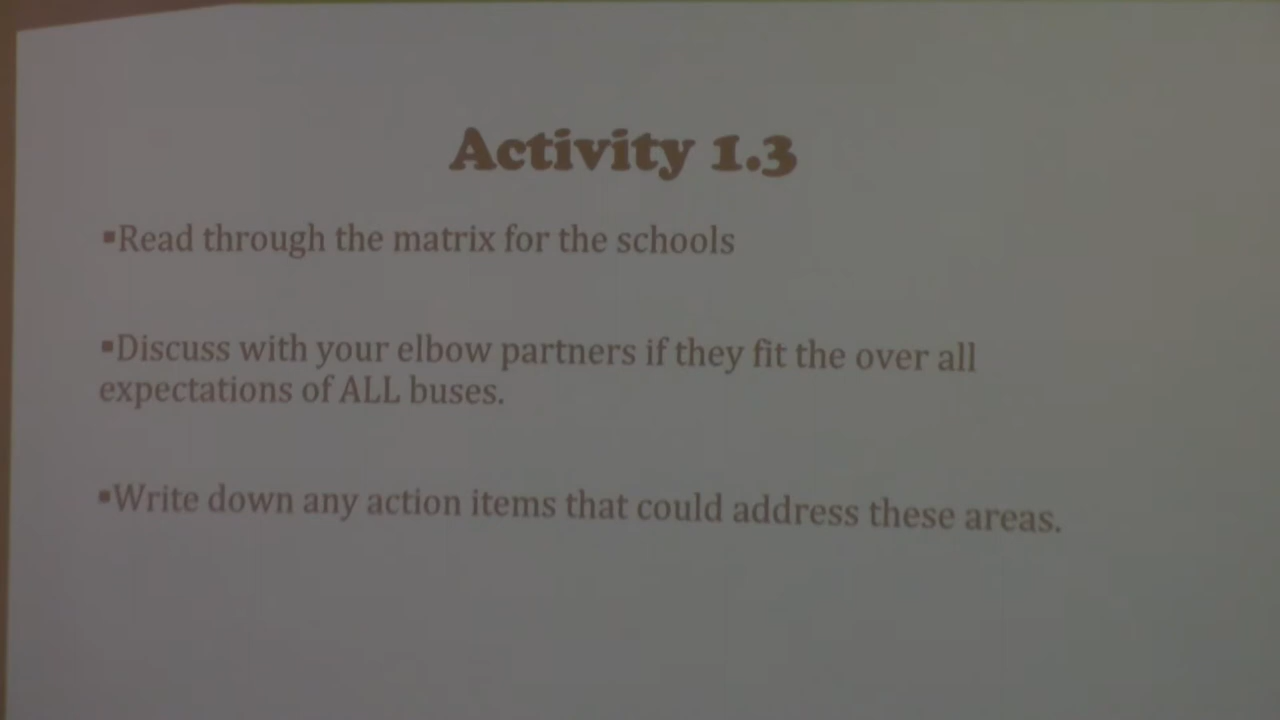 Activity 1.3
▪Read through the matrix for the schools
▪Discuss with your elbow partners if they fit the over all
expectations of ALL buses.
▪Write down any action items that could address these areas.